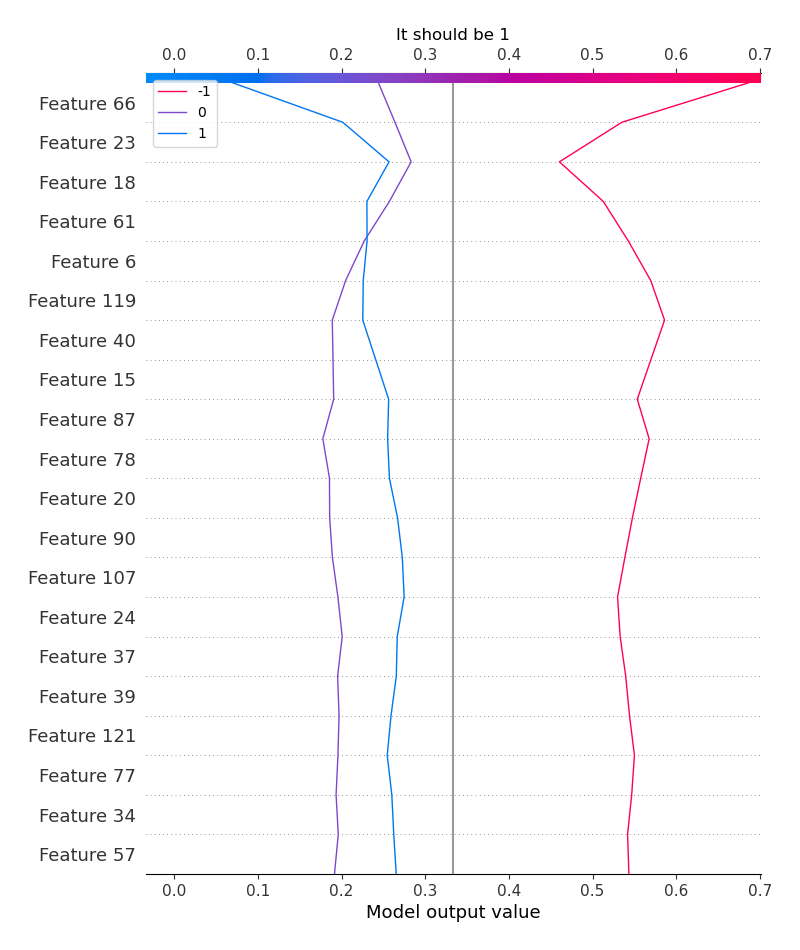 It should be 1
0.0 0.1 0.2 0.3 0.4 0.5 0.6 0.7
-1
0
1
Feature 66
Feature 23
Feature 18
Feature 61
Feature 6
Feature 119
Feature 40
Feature 15
Feature 87
Feature 78
Feature 20
Feature 90
Feature 107
Feature 24
Feature 37
Feature 39
Feature 121
Feature 77
Feature 34
Feature 57
0.0 0.1 0.2 0.3 0.4 0.5 0.6 0.7
Model output value